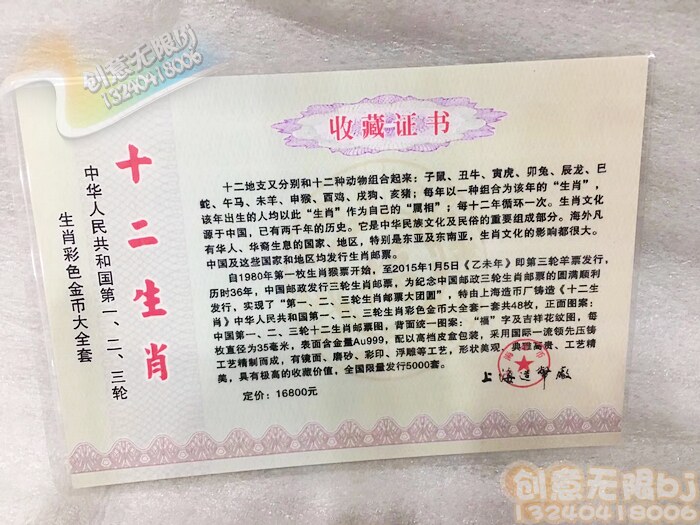 创意无限bj
13240418006
收藏证书
十二生肖
中华人民共和国第一、二、三轮
生肖彩色金币大全套
十二地支又分别和十二种动物组合起来：子鼠、丑牛、寅虎、卯兔、辰龙、巳
蛇、午马、未羊、申猴、酉鸡、戌狗、亥猪；每年以一种组合为该年的“生肖”，
该年出生的人均以此“生肖”作为自己的“属相”；每十二年循环一次。生肖文化
源于中国，已有两千年的历史。它是中华民族文化及民俗的重要组成部分。海外凡
有华人、华裔生息的国家、地区，特别是东亚及东南亚，生肖文化的影响都很大。
中国及这些国家和地区均发行生肖邮票。
自1980年第一枚生肖猴票开始，至2015年1月5日《乙未年》即第三轮羊票发行，
历时36年，中国邮政发行三轮生肖邮票，为纪念中国邮政三轮生肖邮票的圆满顺利
发行，实现了“第一、二、三轮生肖邮票大团圆”，特由上海造币厂铸造《十二生
肖》中华人民共和国第一、二、三轮生肖彩色金币大全套一套共48枚，正面图案：
中国第一、二、三轮十二生肖邮票图，背面统一图案：“福”字及吉祥花纹图，每
枚直径为35毫米，表面含金量Au999，配以高档皮盒包装，采用国际一流领先压铸
工艺精制而成，有镜面、磨砂、彩印、浮雕等工艺，形状美观，典雅高贵、工艺精
美，具有极高的收藏价值，全国限量发行5000套。
定价：16800元
上海造币厂
创意无限bj
13240418006